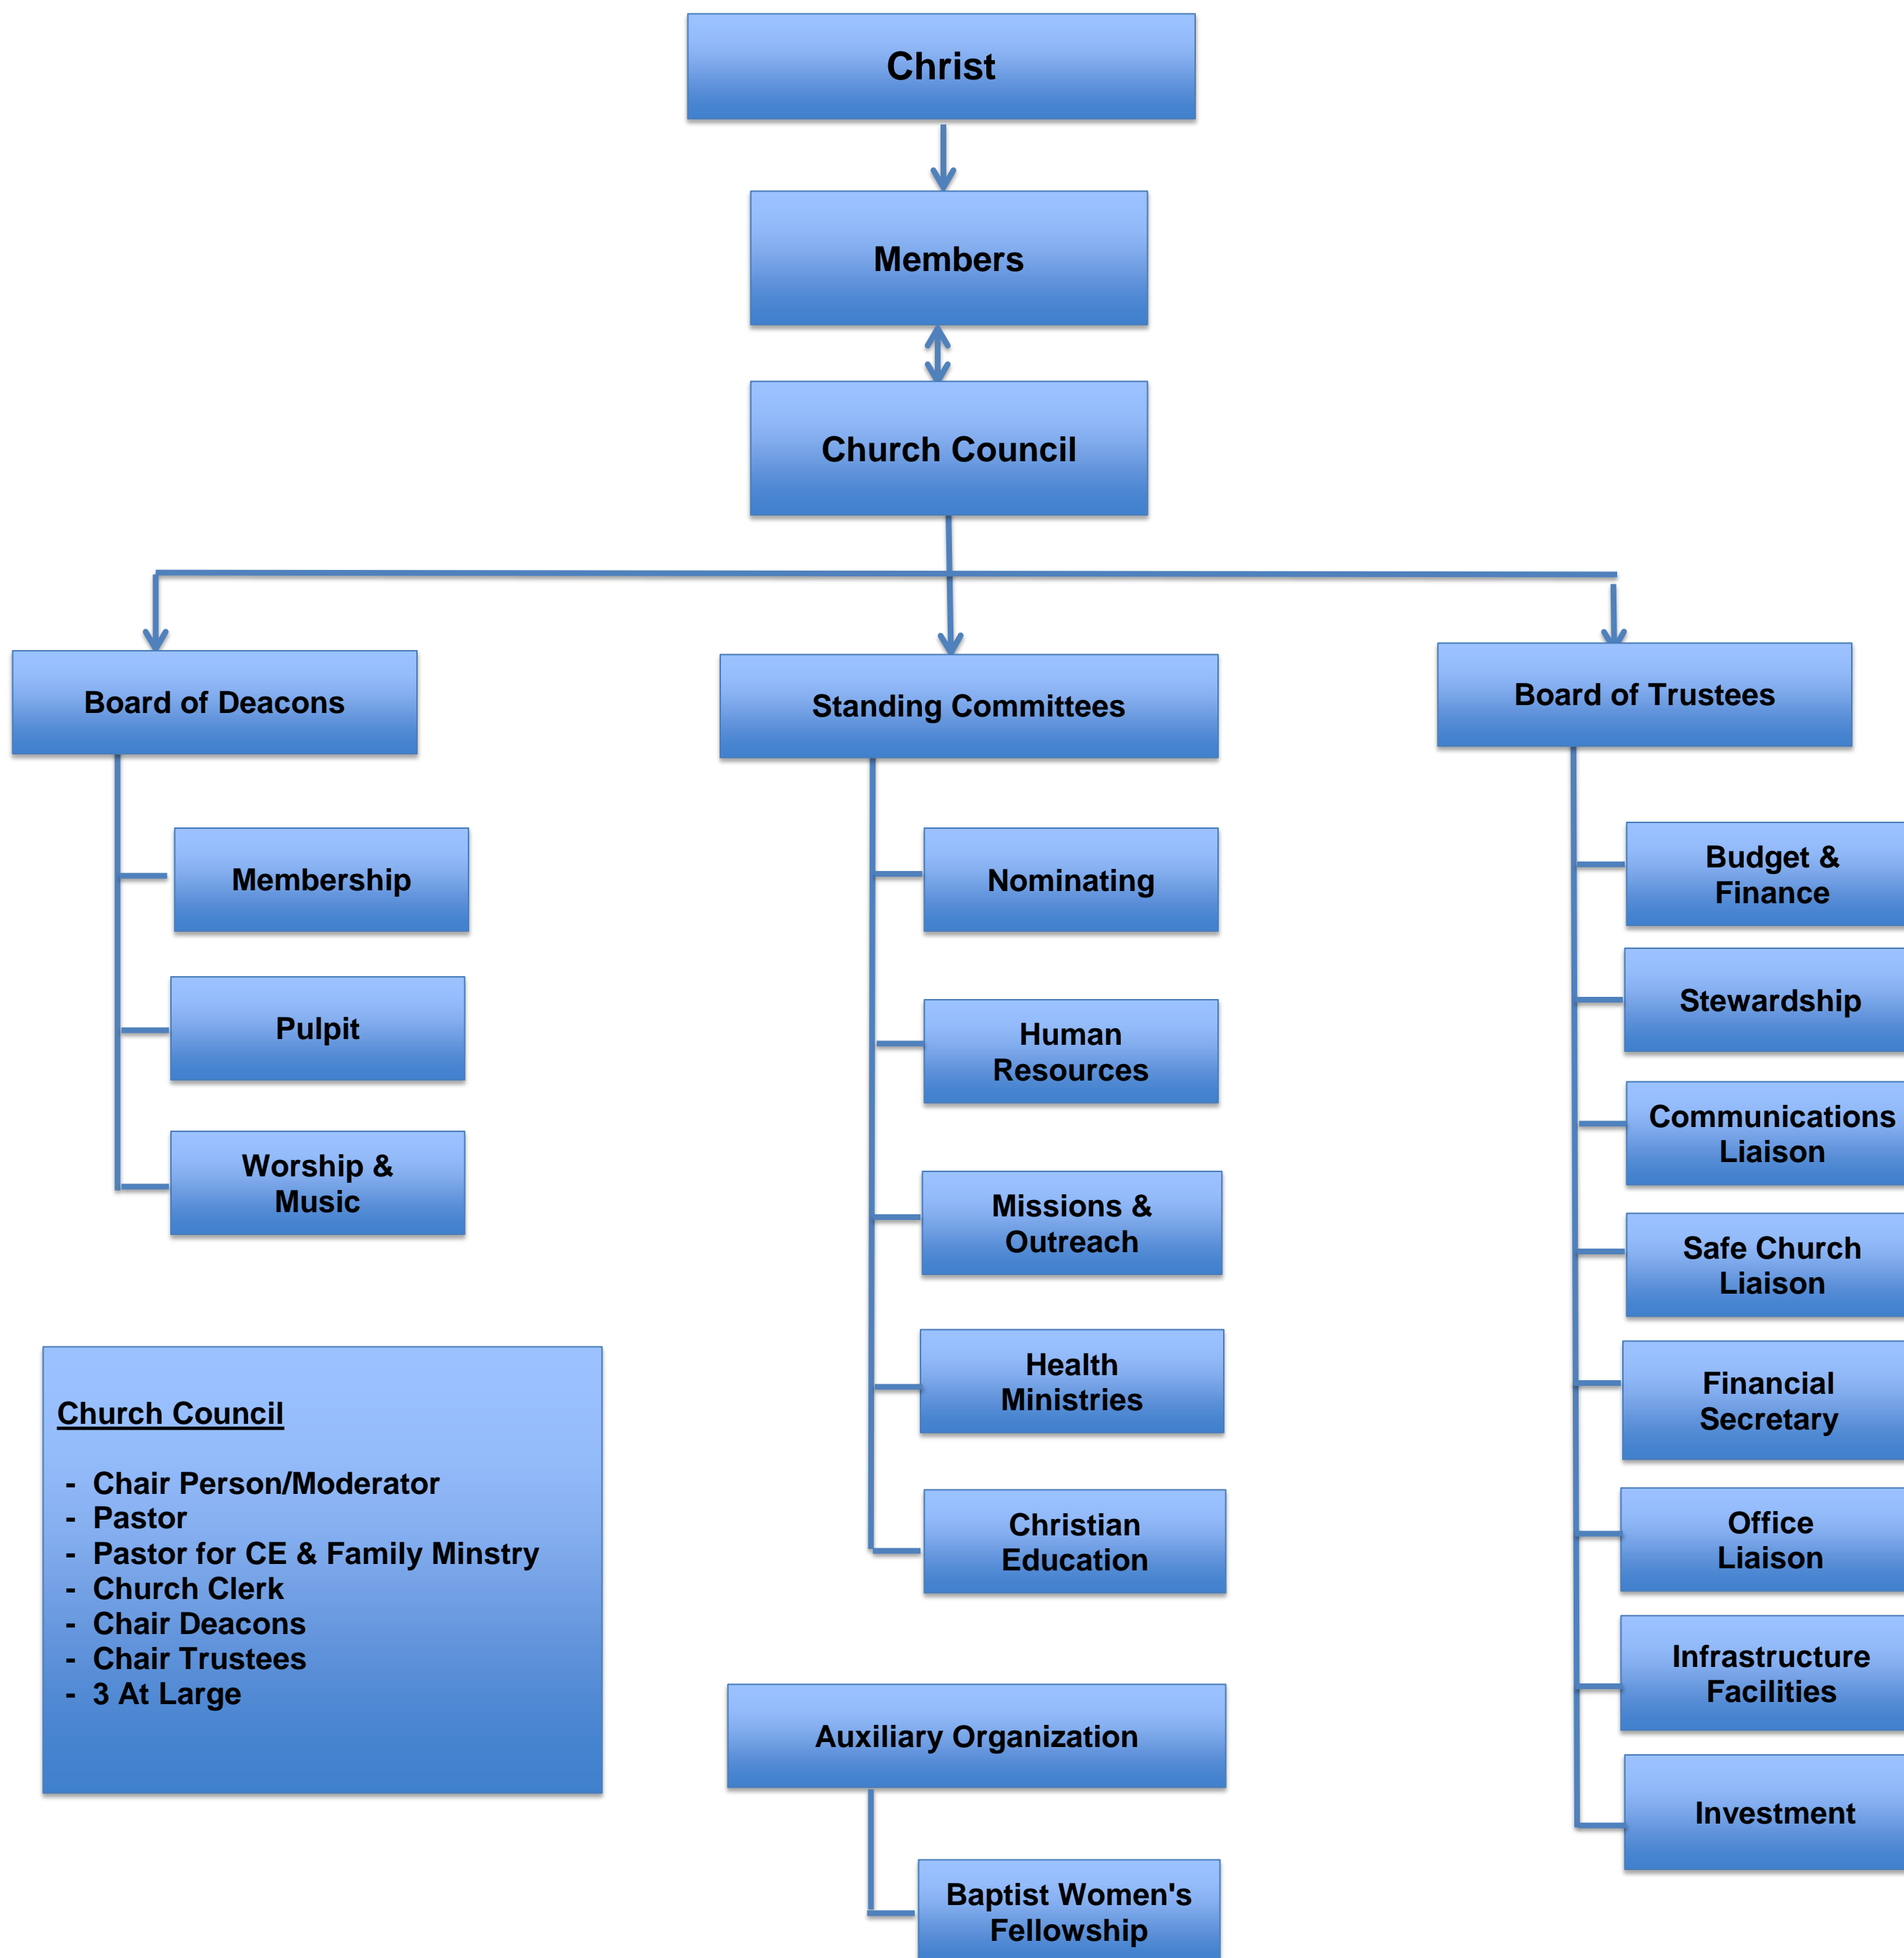 Christ
Members
Church Council
Board of Deacons
Membership
Pulpit
Worship &
Music
Standing Committees
Nominating
Human
Resources
Missions &
Outreach
Health
Ministries
Christian
Education
Board of Trustees
Budget &
Finance
Stewardship
Communications
Liaison
Safe Church
Liaison
Financial
Secretary
Office
Liaison
Infrastructure
Facilities
Investment
Church Council
- Chair Person/Moderator
- Pastor
- Pastor for CE & Family Minstry
- Church Clerk
- Chair Deacons
- Chair Trustees
- 3 At Large
Auxiliary Organization
Baptist Women's
Fellowship